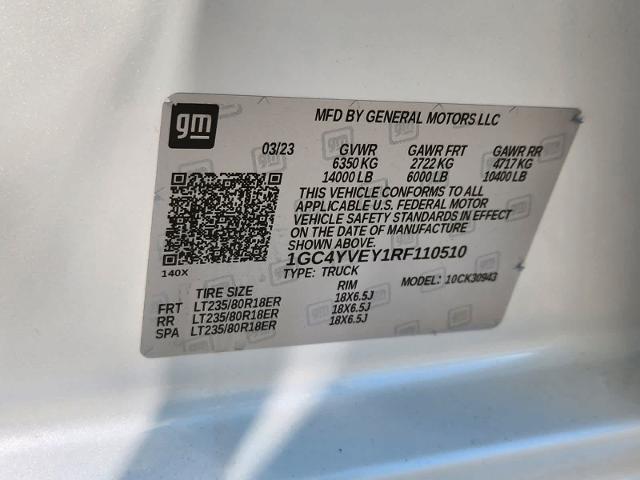 gm
MFD BY GENERAL MOTORS LLC
03/23 GVWR GAWR FRT GAWR RR
6350 KG 2722 KG 4717 KG
14000 LB 6000 LB 10400 LB
THIS VEHICLE CONFORMS TO ALL
APPLICABLE U.S. FEDERAL MOTOR
VEHICLE SAFETY STANDARDS IN EFFECT
ON THE DATE OF MANUFACTURE
SHOWN ABOVE.
140X
1GC4YVEY1RF110510
TYPE: TRUCK MODEL: 10CK30943
TIRE SIZE RIM
FRT LT235/80R18ER 18X6.5J
RR LT235/80R18ER 18X6.5J
SPA LT235/80R18ER 18X6.5J